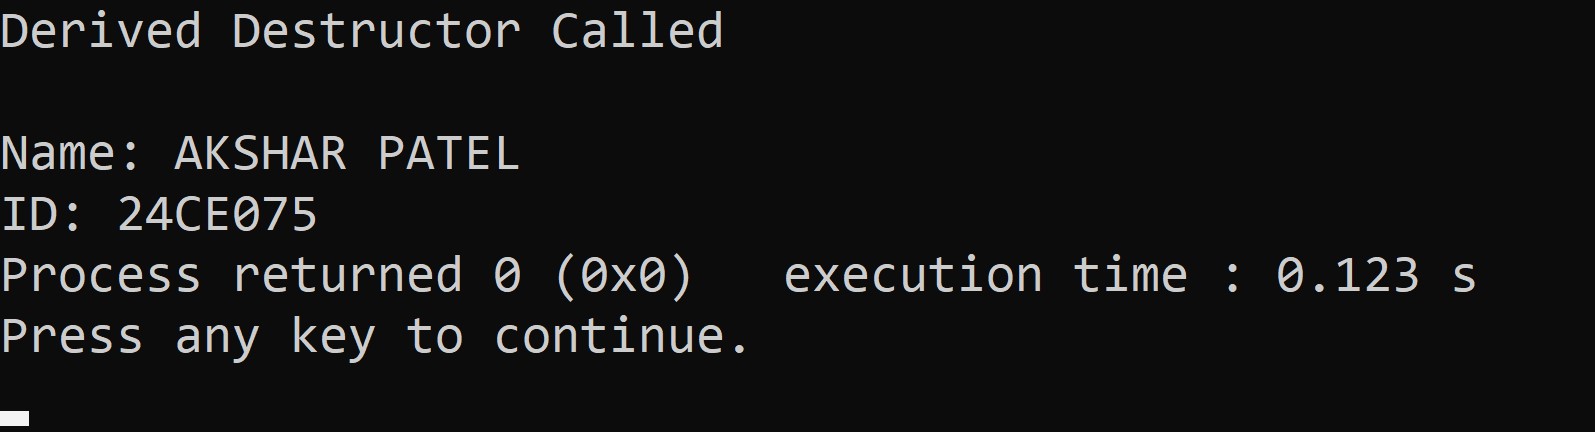 Derived Destructor Called
Name: AKSHAR PATEL
ID: 24CE075
Process returned 0 (0x0)   execution time : 0.123 s
Press any key to continue.